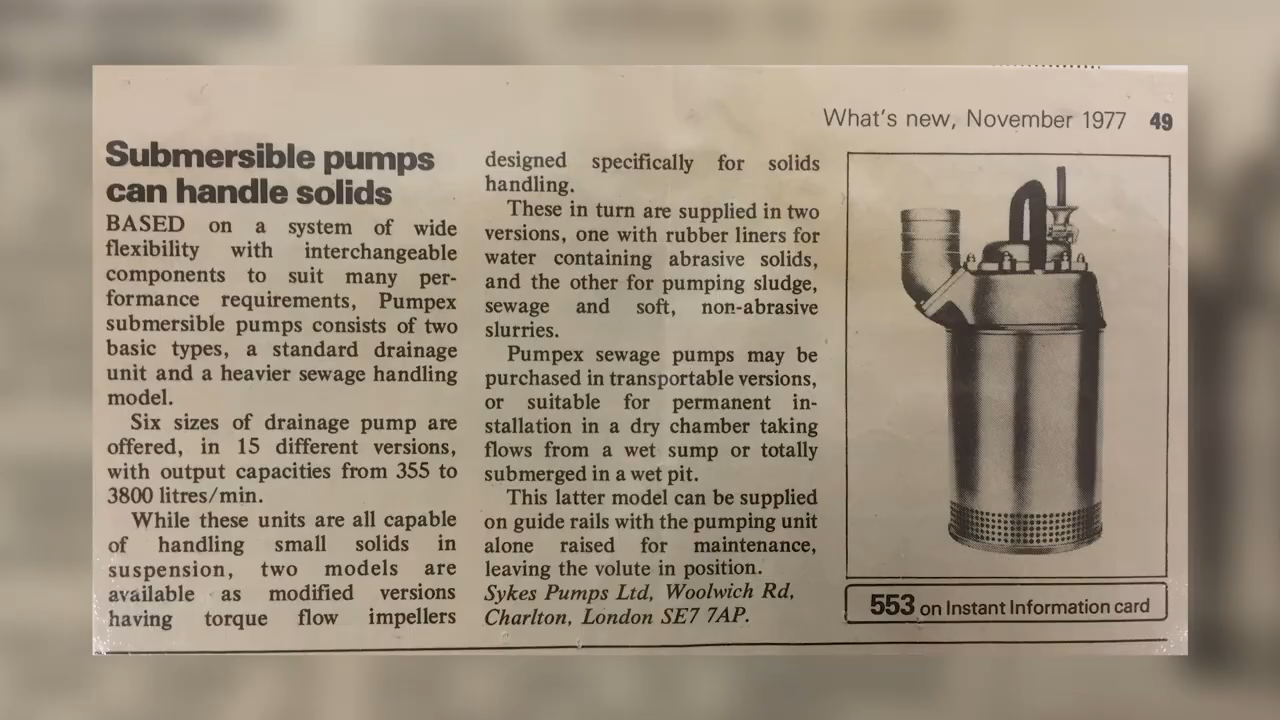 What's new, November 1977 49
Submersible pumps
can handle solids
BASED on a system of wide
flexibility with interchangeable
components to suit many per-
formance requirements, Pumpex
submersible pumps consists of two
basic types, a standard drainage
unit and a heavier sewage handling
model.
Six sizes of drainage pump are
offered, in 15 different versions,
with output capacities from 355 to
3800 litres/min.
While these units are all capable
of handling small solids in
suspension, two models are
available as modified versions
having torque flow impellers
designed specifically for solids
handling.
These in turn are supplied in two
versions, one with rubber liners for
water containing abrasive solids,
and the other for pumping sludge,
sewage and soft, non-abrasive
slurries.
Pumpex sewage pumps may be
purchased in transportable versions,
or suitable for permanent in-
stallation in a dry chamber taking
flows from a wet sump or totally
submerged in a wet pit.
This latter model can be supplied
on guide rails with the pumping unit
alone raised for maintenance,
leaving the volute in position.
Sykes Pumps Ltd, Woolwich Rd,
Charlton, London SE7 7AP.
553 on Instant Information card